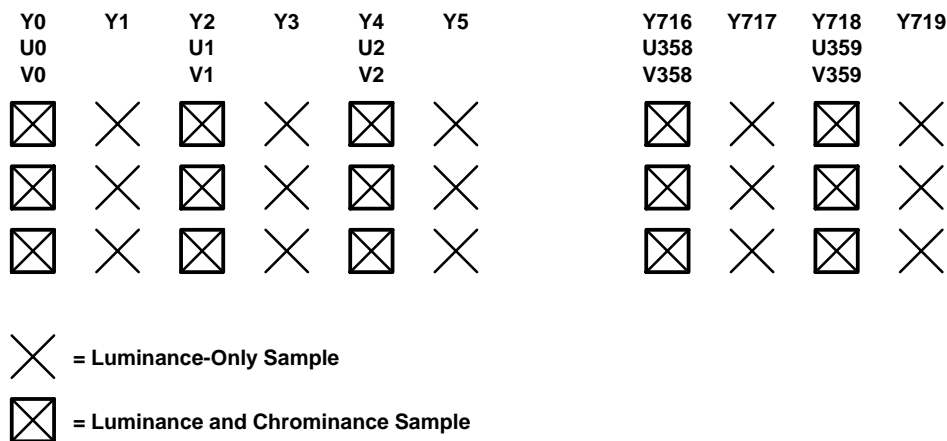 Y0 Y1 Y2 Y3 Y4 Y5 Y716 Y717 Y718 Y719
U0 U1 U2 U358 U359
V0 V1 V2 V358 V359
= Luminance-Only Sample
= Luminance and Chrominance Sample